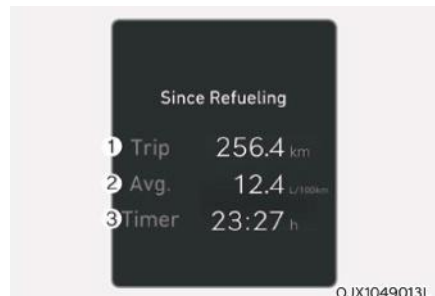 Since Refueling
1 Trip 256.4 km
2 Avg. 12.4 L/100km
3 Timer 23:27 h
OJX1049013L